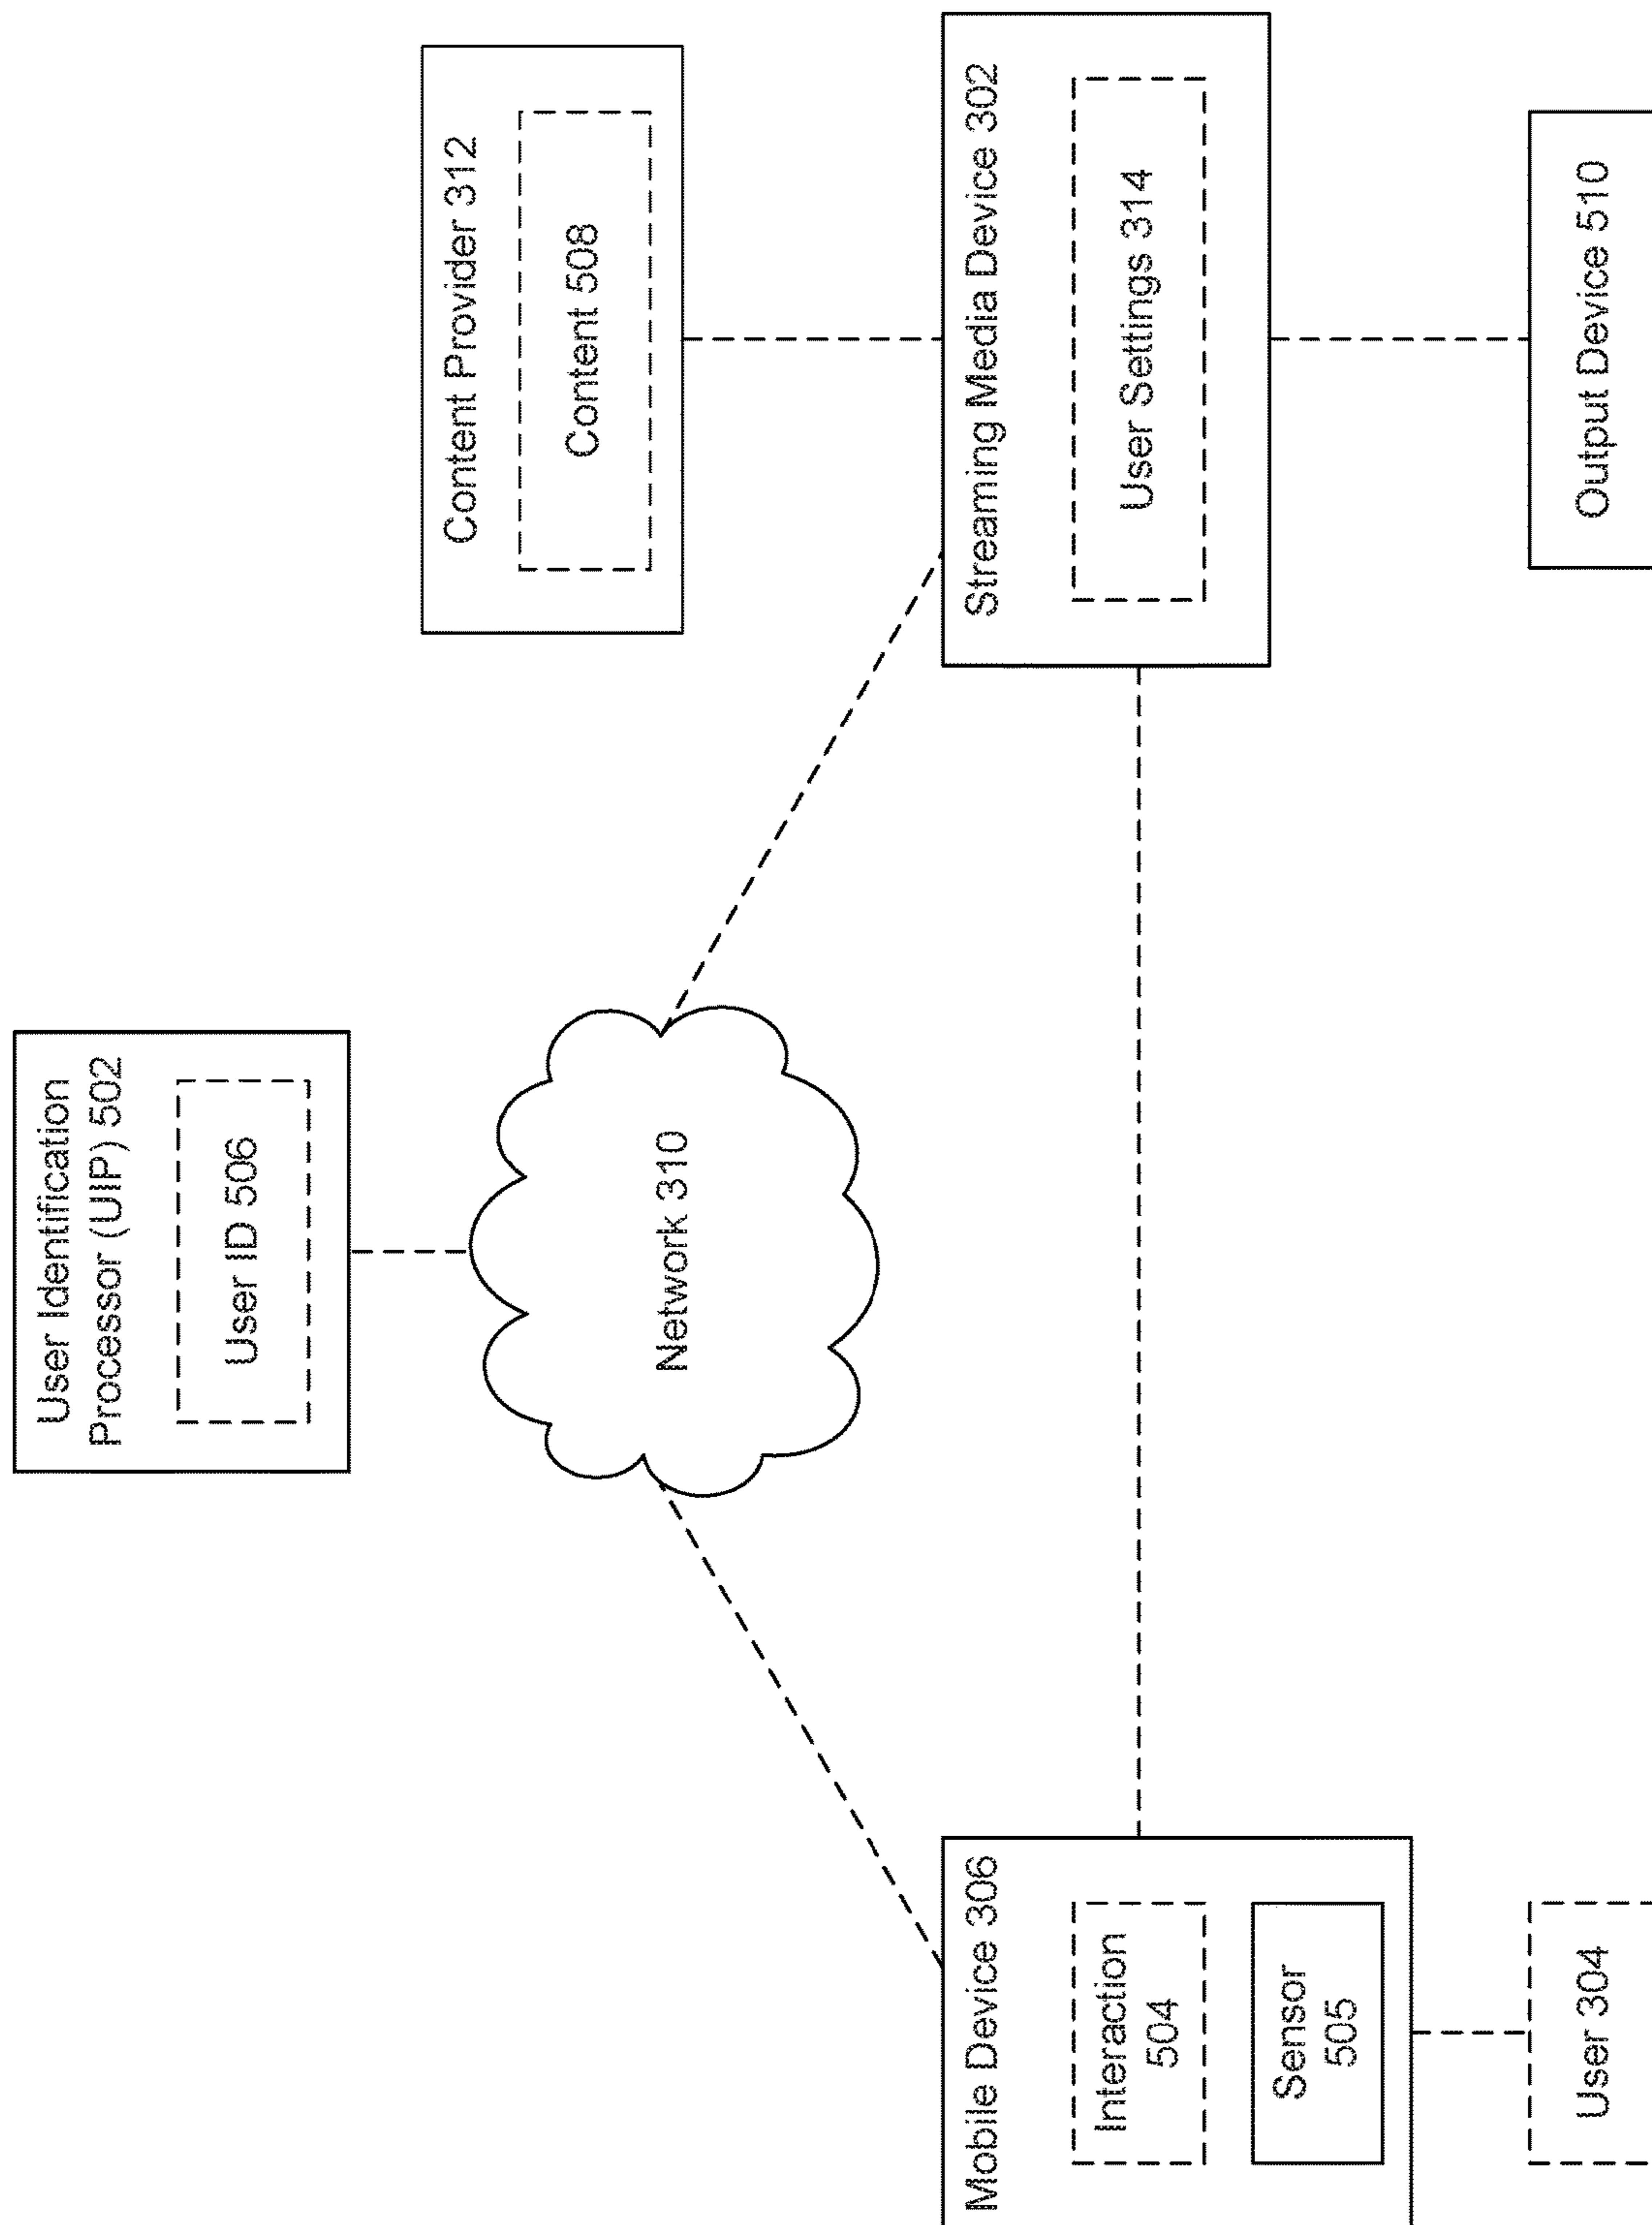 User Identification
Processor (UIP) 502
User ID 506
Content Provider 312
Content 508
Network 310
Mobile Device 306
Interaction
504
Sensor
505
Streaming Media Device 302
User Settings 314
User 304
Output Device 510